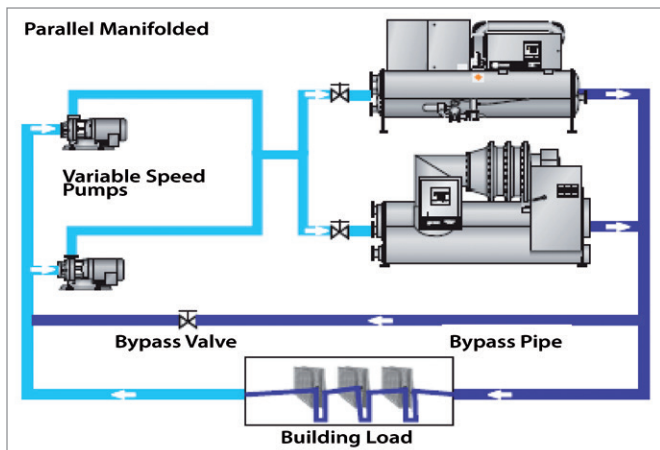 Parallel Manifolded
Variable Speed
Pumps
Bypass Valve
Bypass Pipe
Building Load